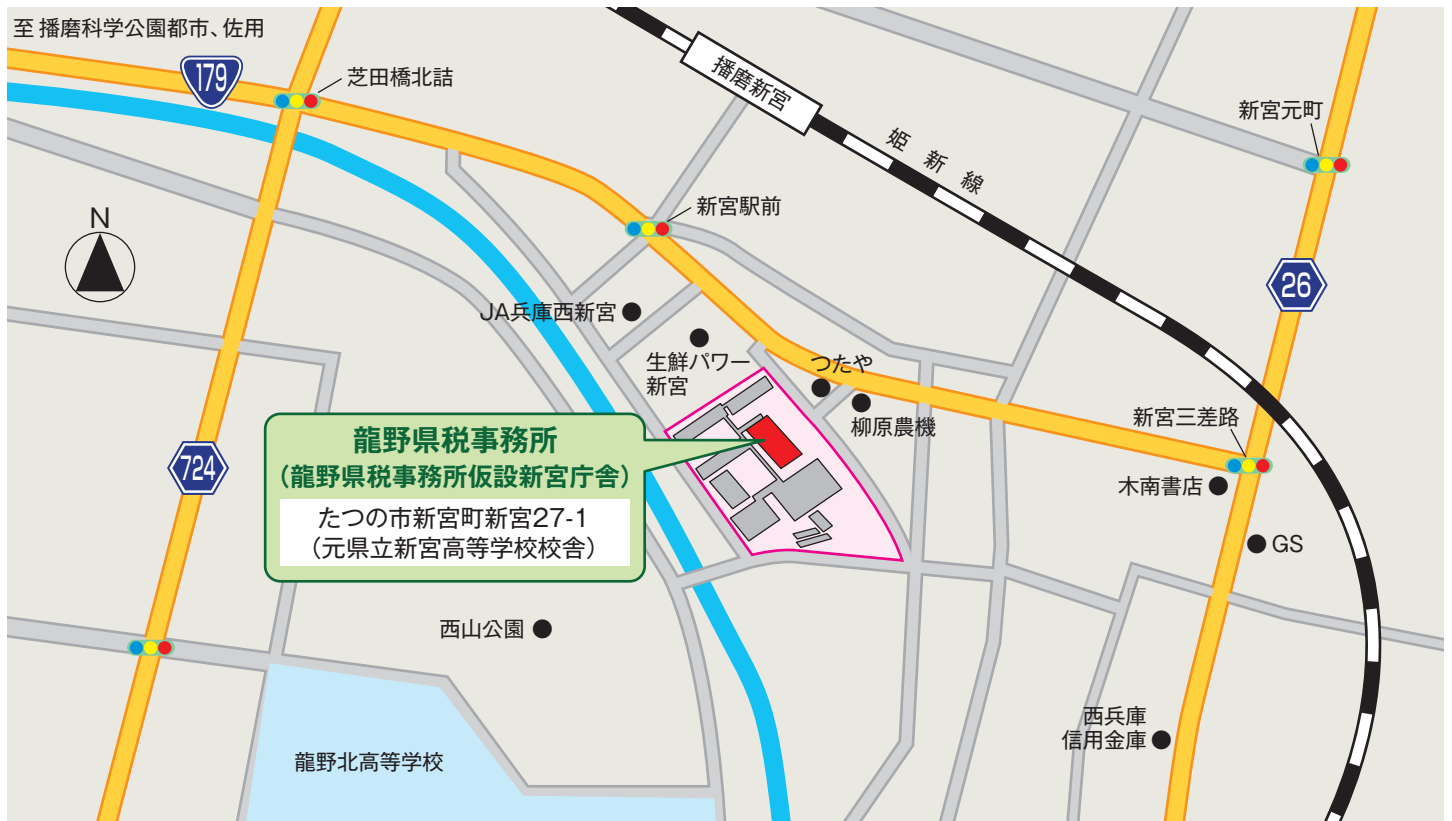 至 播磨科学公園都市、佐用
179
芝田橋北詰
播磨新宮
姫新線
新宮元町
N
新宮駅前
26
JA兵庫西新宮
生鮮パワー
新宮
つたや
柳原農機
新宮三差路
木南書店
GS
724
龍野県税事務所
（龍野県税事務所仮設新宮庁舎）
たつの市新宮町新宮27-1
（元県立新宮高等学校校舎）
西山公園
西兵庫
信用金庫
龍野北高等学校